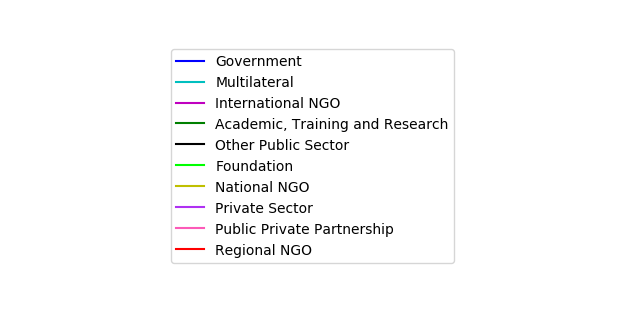 Government
Multilateral
International NGO
Academic, Training and Research
Other Public Sector
Foundation
National NGO
Private Sector
Public Private Partnership
Regional NGO